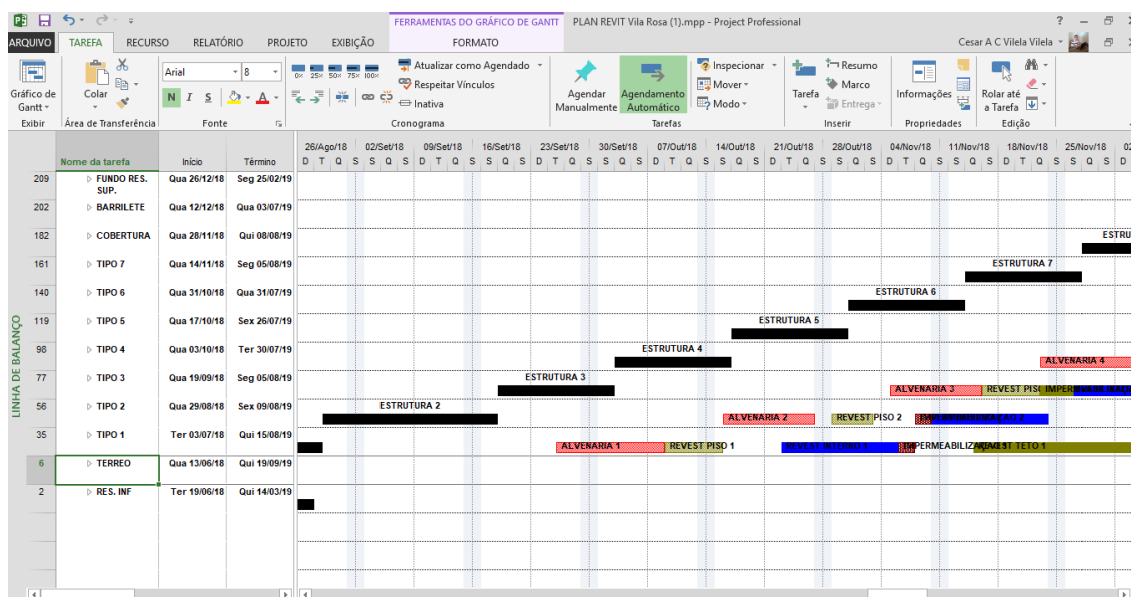 FERRAMENTAS DO GRÁFICO DE GANTT PLAN REVIT Vila Rosa (1).mpp - Project Professional ?
ARQUIVO TAREFA RECURSO RELATÓRIO PROJETO EXIBIÇÃO FORMATO Cesar A C Vilela Vilela
Gráfico de Gantt
Exibir
Colar
Área de Transferência
Arial 8
N I S A
Fonte
0× 25× 50× 75× 100×
Atualizar como Agendado
Respeitar Vínculos
Inativa
Cronograma
Agendar Manualmente
Agendamento Automático
Inspecionar
Mover
Modo
Tarefas
Tarefa
Resumo
Marco
Entrega
Inserir
Informações
Propriedades
Rolar até a Tarefa
Edição
26/Ago/18 02/Set/18 09/Set/18 16/Set/18 23/Set/18 30/Set/18 07/Out/18 14/Out/18 21/Out/18 28/Out/18 04/Nov/18 11/Nov/18 18/Nov/18 25/Nov/18 02
Nome da tarefa Início Término D T Q S S Q S D T Q S S Q S D T Q S S Q S D T Q S S Q S D T Q S S Q S D T Q S S Q S D T Q S S Q S D
209 FUNDO RES. SUP. Qua 26/12/18 Seg 25/02/19
202 BARRILETE Qua 12/12/18 Qua 03/07/19
182 COBERTURA Qua 28/11/18 Qui 08/08/19 ESTRU
161 TIPO 7 Qua 14/11/18 Seg 05/08/19 ESTRUTURA 7
140 TIPO 6 Qua 31/10/18 Qua 31/07/19 ESTRUTURA 6
119 TIPO 5 Qua 17/10/18 Sex 26/07/19 ESTRUTURA 5
98 TIPO 4 Qua 03/10/18 Ter 30/07/19 ESTRUTURA 4 ALVENARIA 4
77 TIPO 3 Qua 19/09/18 Seg 05/08/19 ESTRUTURA 3 ALVENARIA 3 REVEST PIS
56 TIPO 2 Qua 29/08/18 Sex 09/08/19 ESTRUTURA 2 ALVENARIA 2 REVEST PISO 2
35 TIPO 1 Ter 03/07/18 Qui 15/08/19 ALVENARIA 1 REVEST PISO 1 REVEST INTERNO 1 TETO 1
6 TERREO Qua 13/06/18 Qui 19/09/19
2 RES. INF Ter 19/06/18 Qui 14/03/19
LINHA DE BALANÇO